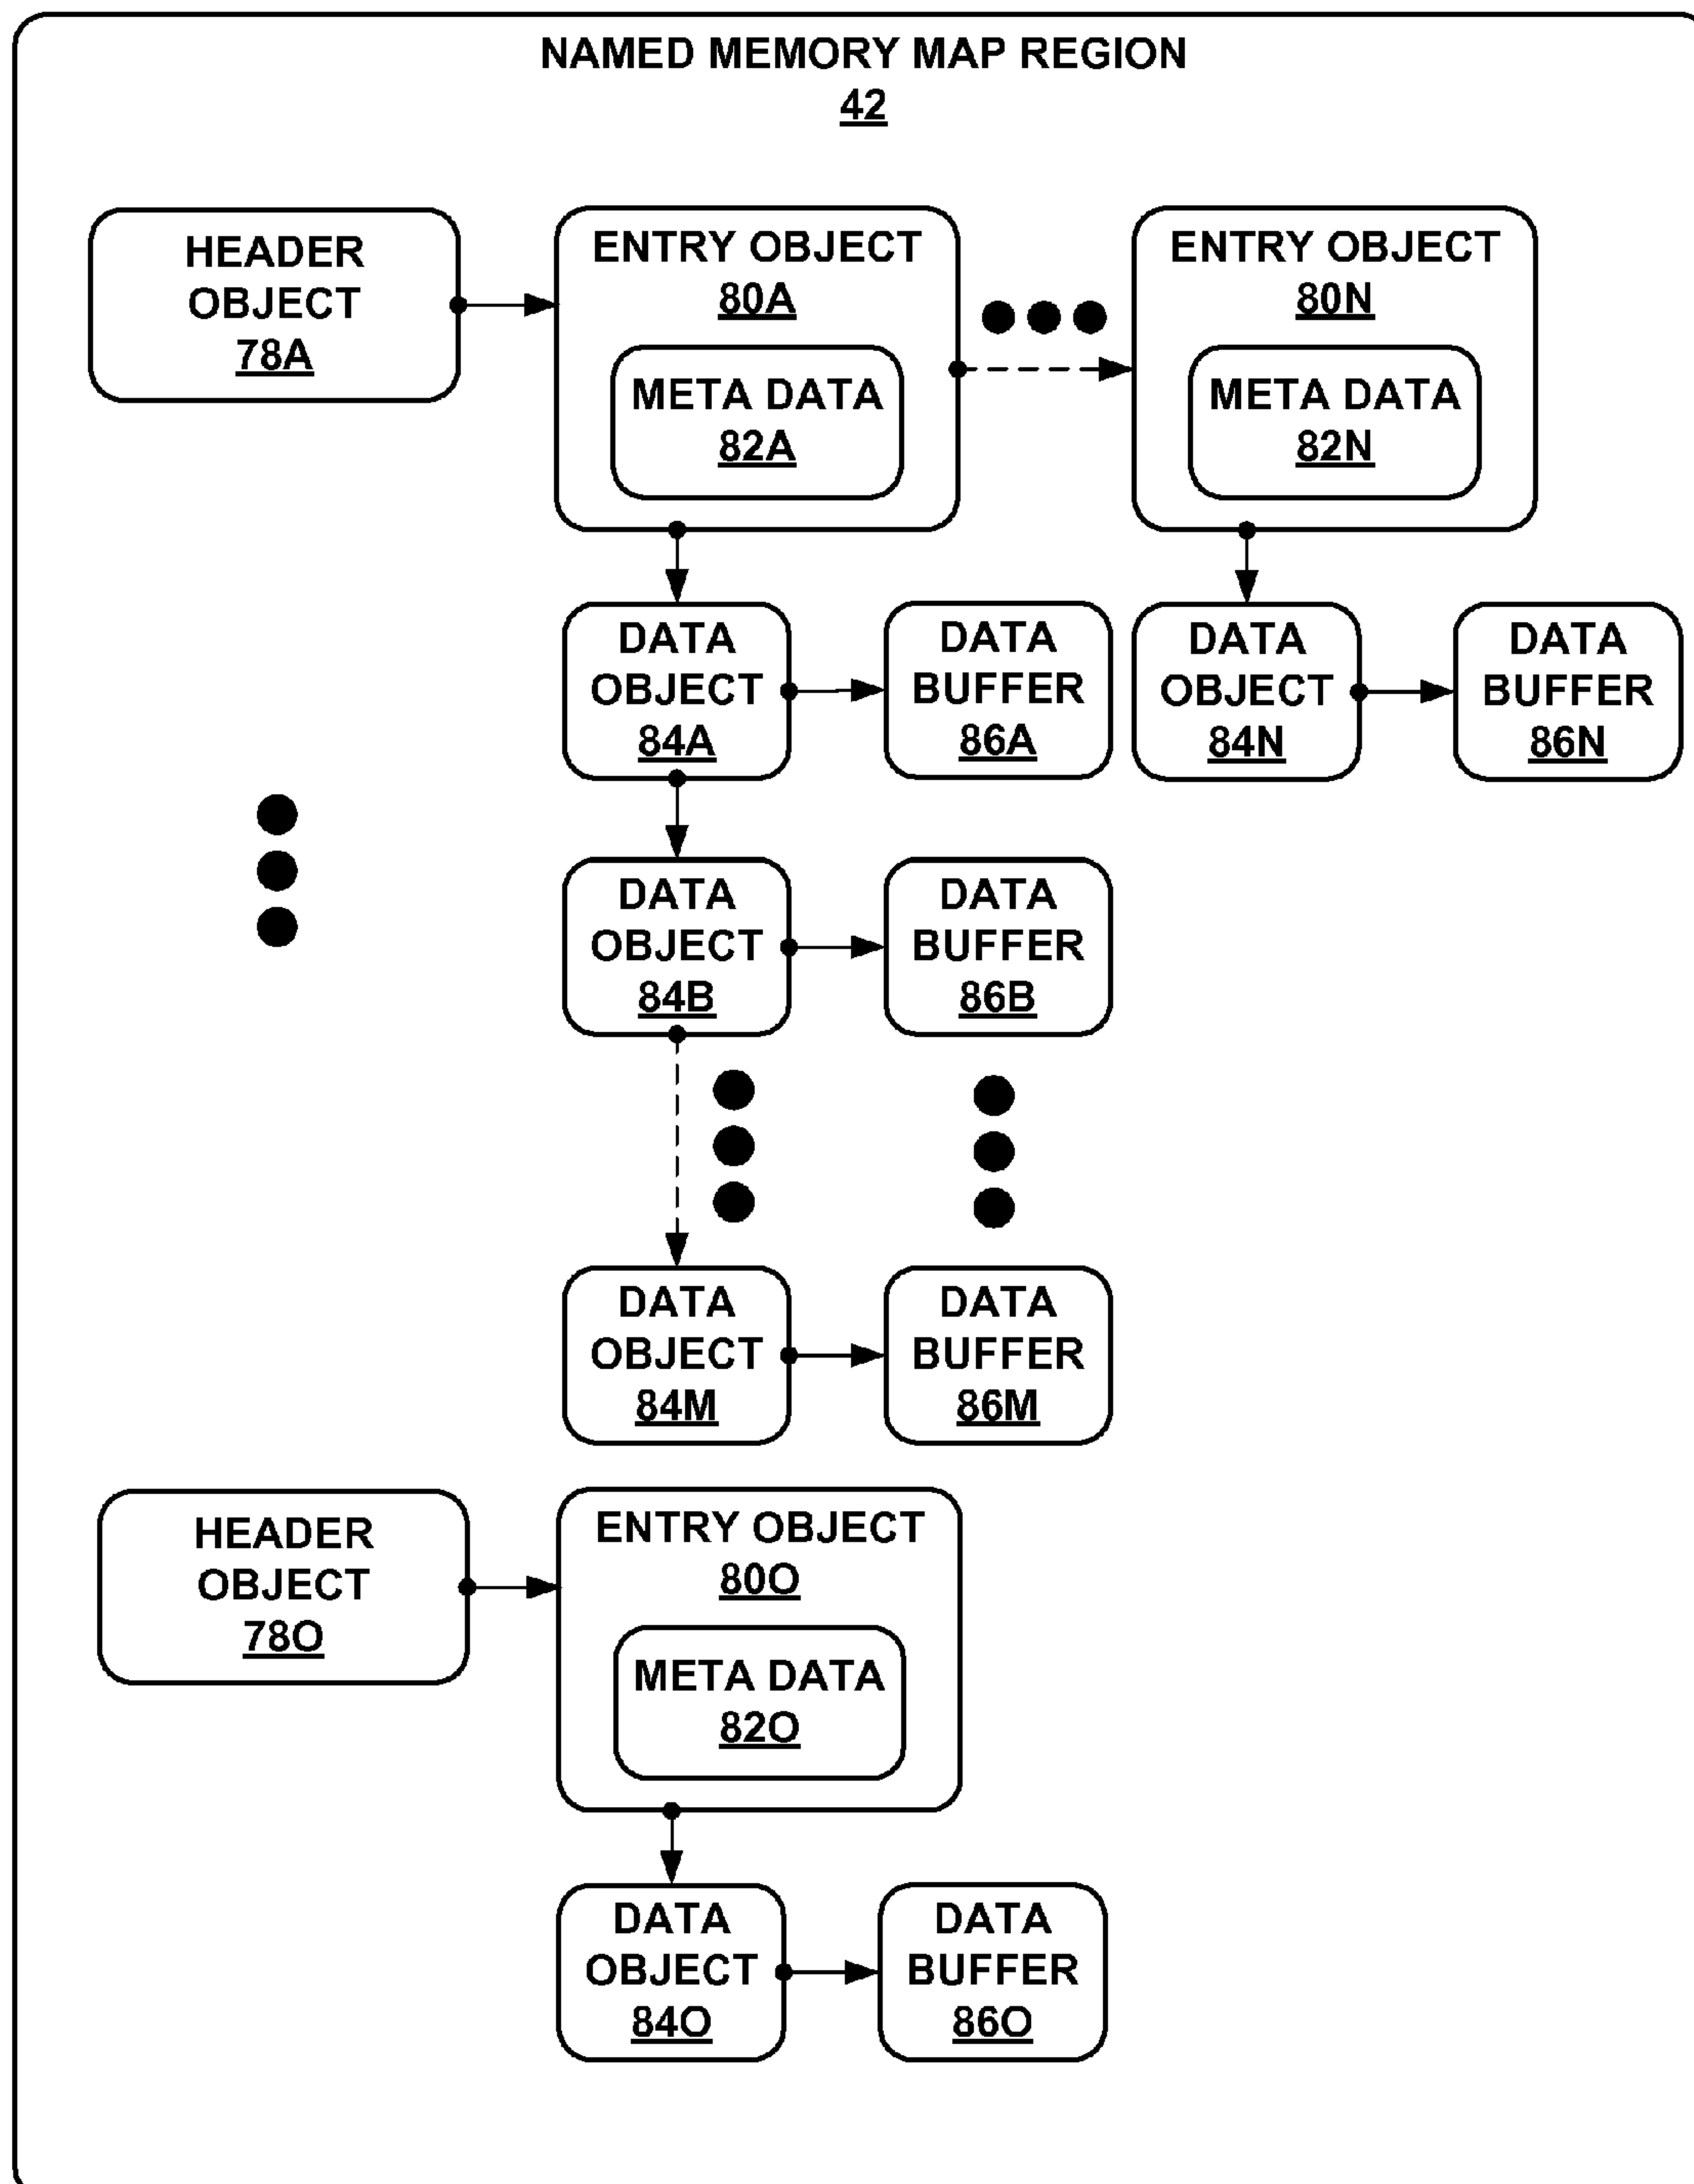 NAMED MEMORY MAP REGION
42
HEADER
OBJECT
78A
ENTRY OBJECT
80A
META DATA
82A
ENTRY OBJECT
80N
META DATA
82N
DATA
OBJECT
84A
DATA
BUFFER
86A
DATA
OBJECT
84N
DATA
BUFFER
86N
DATA
OBJECT
84B
DATA
BUFFER
86B
DATA
OBJECT
84M
DATA
BUFFER
86M
HEADER
OBJECT
78O
ENTRY OBJECT
80O
META DATA
82O
DATA
OBJECT
84O
DATA
BUFFER
86O